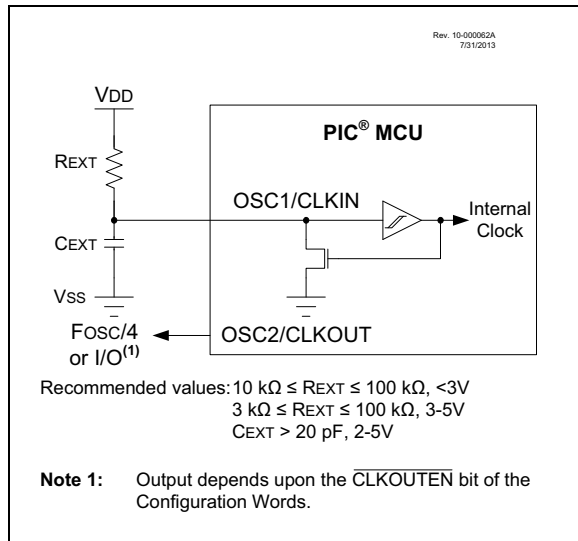 Rev. 10-000062A
7/31/2013
VDD
PIC® MCU
REXT
OSC1/CLKIN
Internal
Clock
CEXT
VSS
FOSC/4
or I/O(1)
OSC2/CLKOUT
Recommended values: 10 kΩ ≤ REXT ≤ 100 kΩ, <3V
3 kΩ ≤ REXT ≤ 100 kΩ, 3-5V
CEXT > 20 pF, 2-5V
Note 1: Output depends upon the CLKOUTEN bit of the
Configuration Words.